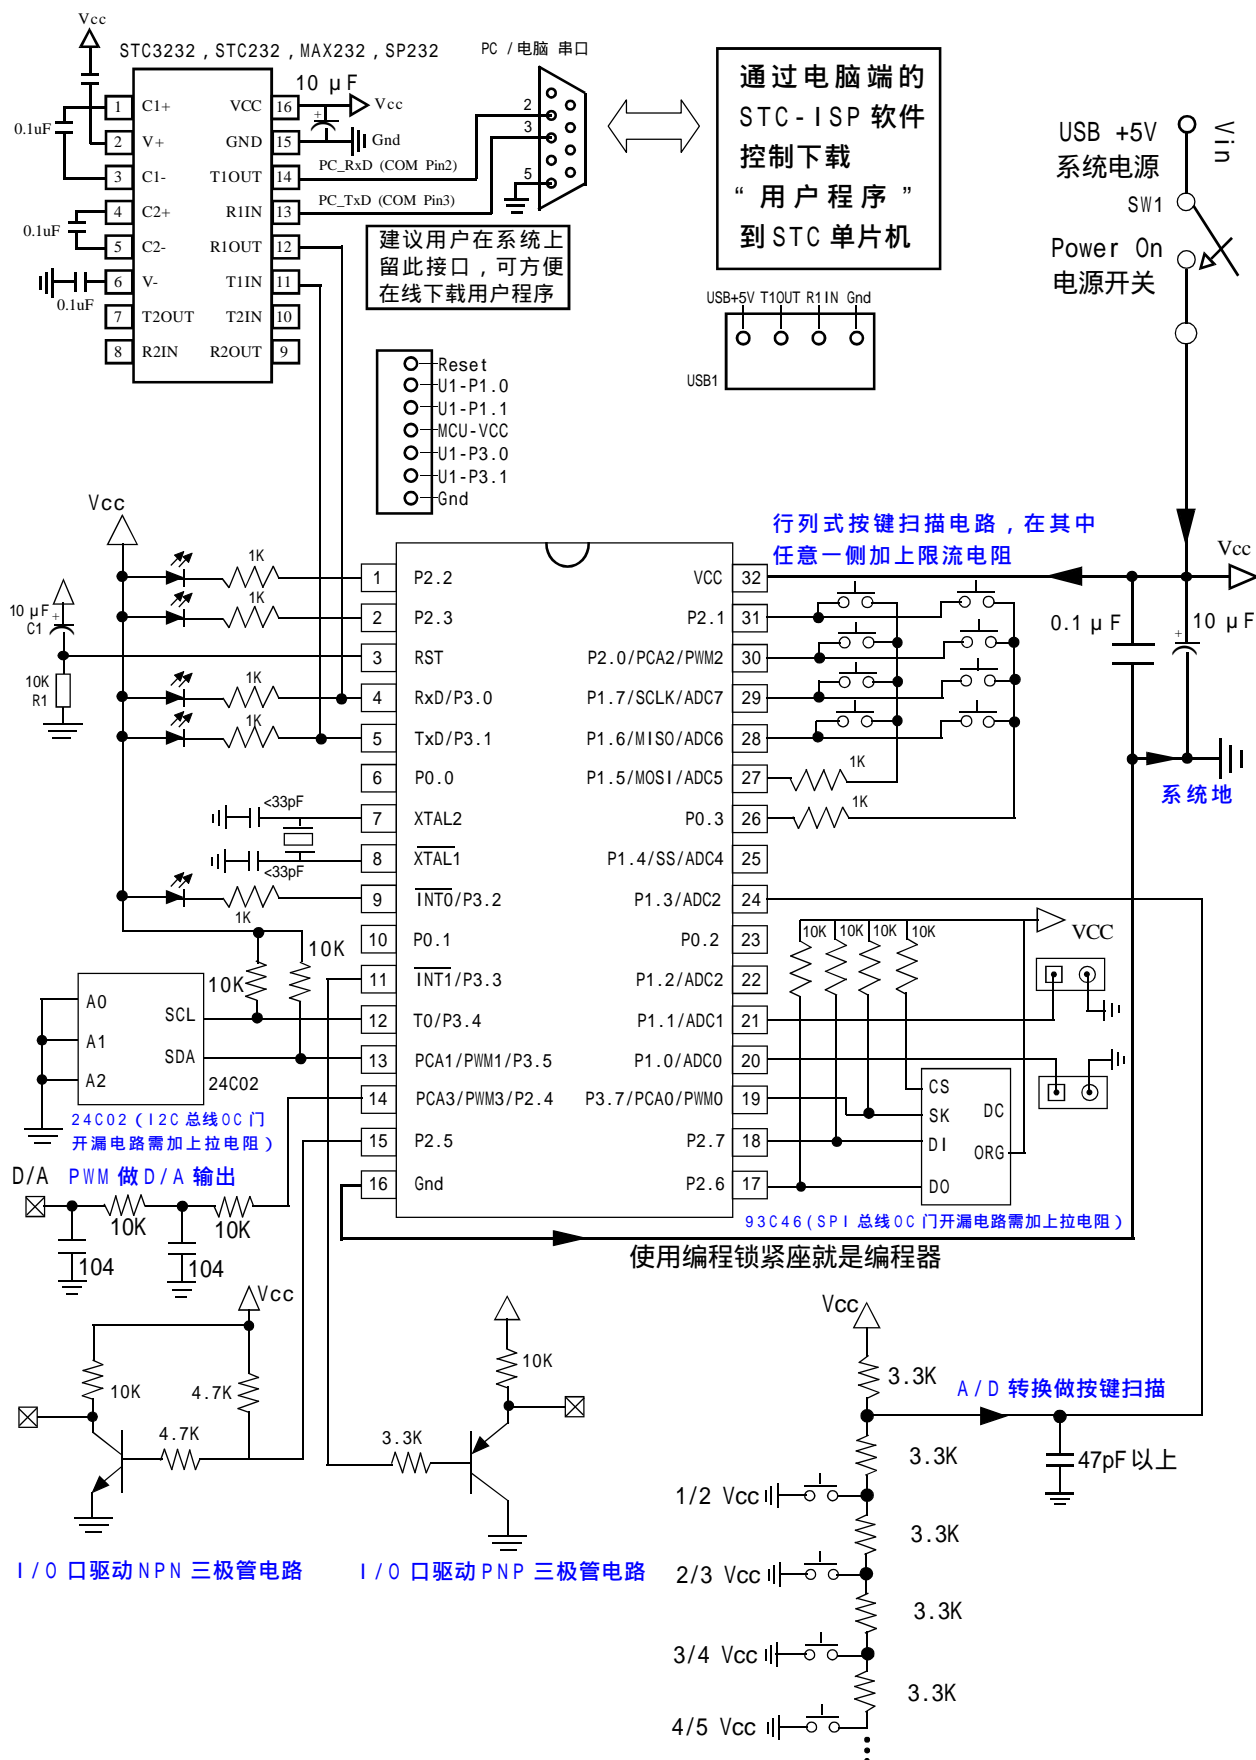 Vcc
STC3232，STC232，MAX232，SP232
PC /电脑 串口
10 μF
Vcc
Gnd
0.1uF
0.1uF
0.1uF
1 C1+
2 V+
3 C1-
4 C2+
5 C2-
6 V-
7 T2OUT
8 R2IN
VCC 16
GND 15
T1OUT 14
R1IN 13
R1OUT 12
T1IN 11
T2IN 10
R2OUT 9
PC_RxD (COM Pin2)
PC_TxD (COM Pin3)
2
3
5
建议用户在系统上
留此接口，可方便
在线下载用户程序
通过电脑端的
STC-ISP 软件
控制下载
“用户程序”
到STC 单片机
USB +5V
系统电源
Vin
SW1
Power On
电源开关
USB+5V T1OUT R1IN Gnd
USB1
Reset
U1-P1.0
U1-P1.1
MCU-VCC
U1-P3.0
U1-P3.1
Gnd
行列式按键扫描电路，在其中
任意一侧加上限流电阻
Vcc
Vcc
0.1 μF
10 μF
系统地
10 μF
C1
10K
R1
1K
1K
1K
1K
1K
<33pF
<33pF
1 P2.2
2 P2.3
3 RST
4 RxD/P3.0
5 TxD/P3.1
6 P0.0
7 XTAL2
8 XTAL1
9 INT0/P3.2
10 P0.1
11 INT1/P3.3
12 T0/P3.4
13 PCA1/PWM1/P3.5
14 PCA3/PWM3/P2.4
15 P2.5
16 Gnd
VCC 32
P2.1 31
P2.0/PCA2/PWM2 30
P1.7/SCLK/ADC7 29
P1.6/MISO/ADC6 28
P1.5/MOSI/ADC5 27
P0.3 26
P1.4/SS/ADC4 25
P1.3/ADC2 24
P0.2 23
P1.2/ADC2 22
P1.1/ADC1 21
P1.0/ADC0 20
P3.7/PCA0/PWM0 19
P2.7 18
P2.6 17
1K
1K
10K
10K
A0
A1
A2
SCL
SDA
24C02
24C02（I2C 总线OC 门
开漏电路需加上拉电阻）
10K 10K 10K 10K
VCC
CS
SK
DI
DO
DC
ORG
93C46(SPI 总线OC 门开漏电路需加上拉电阻）
使用编程锁紧座就是编程器
D/A PWM 做D/A 输出
10K 10K
104 104
Vcc
10K
4.7K
4.7K
I/O 口驱动NPN 三极管电路
10K
3.3K
I/O 口驱动PNP 三极管电路
Vcc
3.3K
A/D 转换做按键扫描
3.3K
47pF 以上
1/2 Vcc
3.3K
2/3 Vcc
3.3K
3/4 Vcc
3.3K
4/5 Vcc